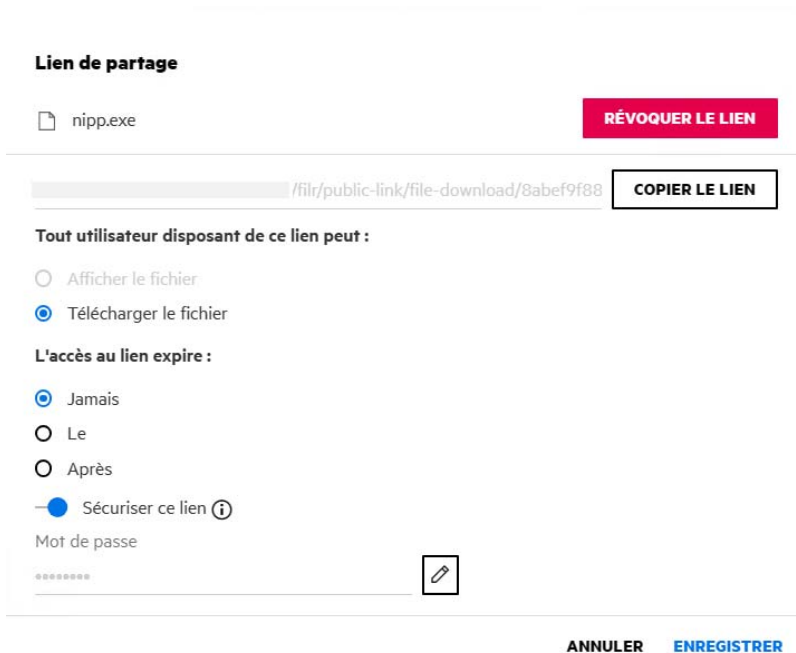 Lien de partage
nipp.exe
RÉVOQUER LE LIEN
/filr/public-link/file-download/8abef9f88
COPIER LE LIEN
Tout utilisateur disposant de ce lien peut :
Afficher le fichier
Télécharger le fichier
L'accès au lien expire :
Jamais
Le
Après
Sécuriser ce lien
Mot de passe
••••••••
ANNULER ENREGISTRER